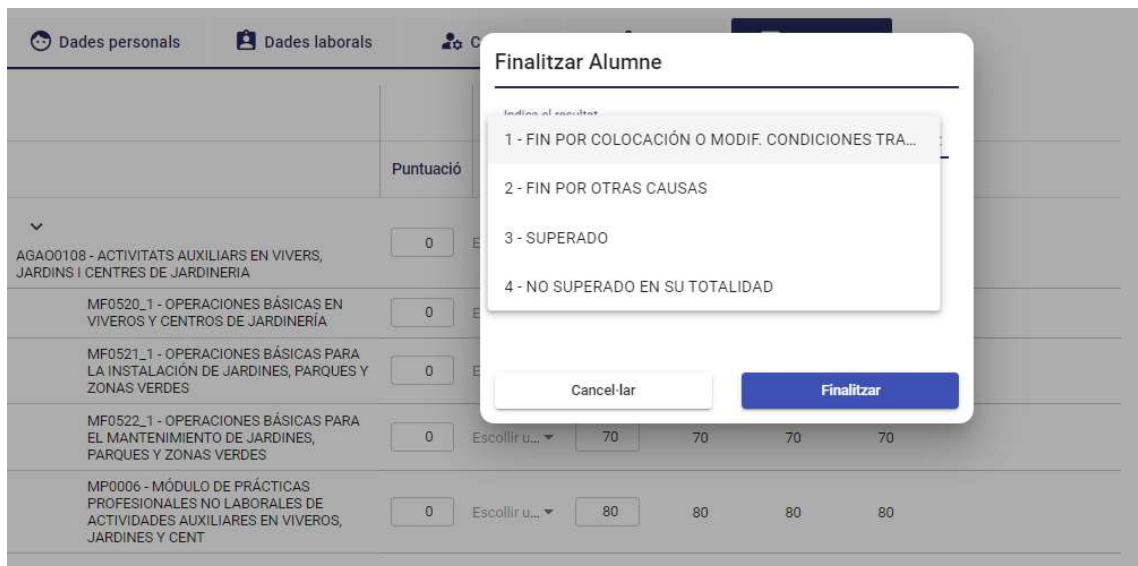 Dades personals
Dades laborals
Finalitzar Alumne
1 - FIN POR COLOCACIÓN O MODIF. CONDICIONES TRA...
2 - FIN POR OTRAS CAUSAS
3 - SUPERADO
4 - NO SUPERADO EN SU TOTALIDAD
Cancel·lar
Finalitzar
Puntuació
AGAO0108 - ACTIVITATS AUXILIARS EN VIVERS,
JARDINS I CENTRES DE JARDINERIA
0
MF0520_1 - OPERACIONES BÁSICAS EN
VIVEROS Y CENTROS DE JARDINERÍA
0
MF0521_1 - OPERACIONES BÁSICAS PARA
LA INSTALACIÓN DE JARDINES, PARQUES Y
ZONAS VERDES
0
MF0522_1 - OPERACIONES BÁSICAS PARA
EL MANTENIMIENTO DE JARDINES,
PARQUES Y ZONAS VERDES
0 Escollir u... 70 70 70 70
MP0006 - MÓDULO DE PRÁCTICAS
PROFESIONALES NO LABORALES DE
ACTIVIDADES AUXILIARES EN VIVEROS,
JARDINES Y CENT
0 Escollir u... 80 80 80 80